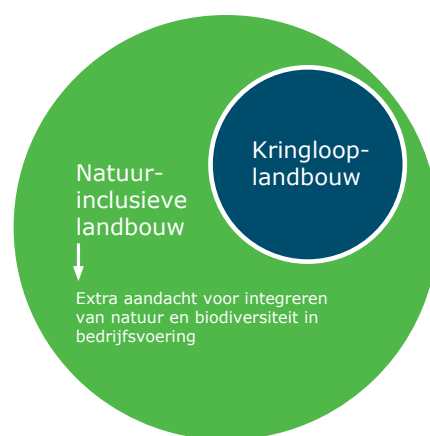 Natuur-
inclusieve
landbouw
Extra aandacht voor integreren
van natuur en biodiversiteit in
bedrijfsvoering
Kringloop-
landbouw